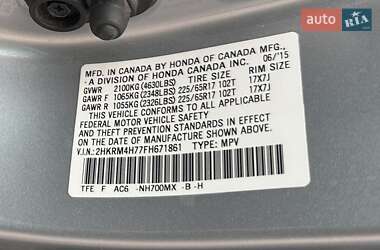 auto RIA
MFD. IN CANADA BY HONDA OF CANADA MFG.,
- A DIVISION OF HONDA CANADA INC. 06/15
GVWR 2100KG (4630LBS) TIRE SIZE RIM SIZE
GAWR F 1065KG (2348LBS) 225/65R17 102T 17X7J
GAWR R 1055KG (2326LBS) 225/65R17 102T 17X7J
THIS VEHICLE CONFORMS TO ALL APPLICABLE
FEDERAL MOTOR VEHICLE SAFETY STANDARDS IN EFFECT
ON THE DATE OF MANUFACTURE SHOWN ABOVE.
V.I.N.: 2HKRM4H77FH671861 TYPE: MPV
TFE F AC6 -NH700MX -B -H